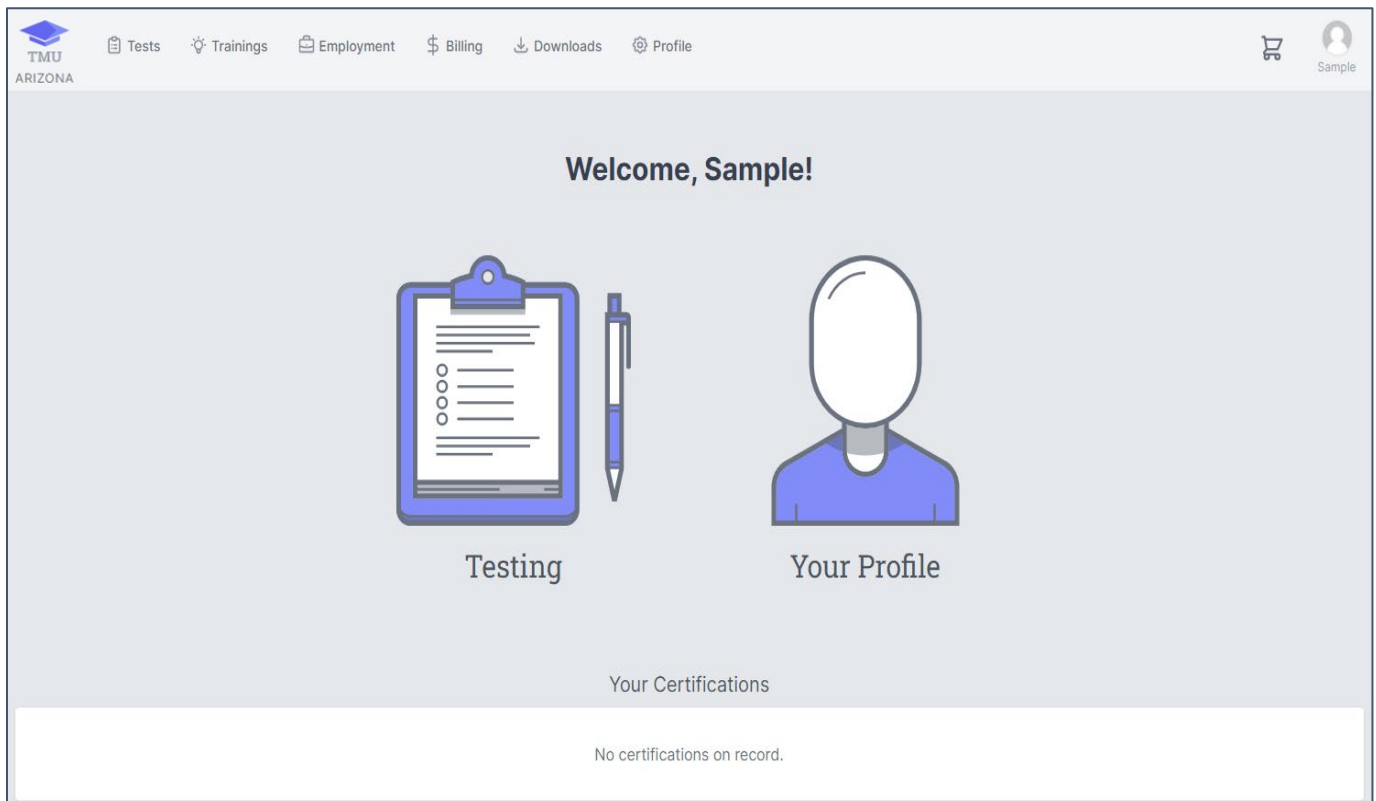 TMU
ARIZONA
Tests Trainings Employment $ Billing Downloads Profile
Sample
Welcome, Sample!
Testing Your Profile
Your Certifications
No certifications on record.